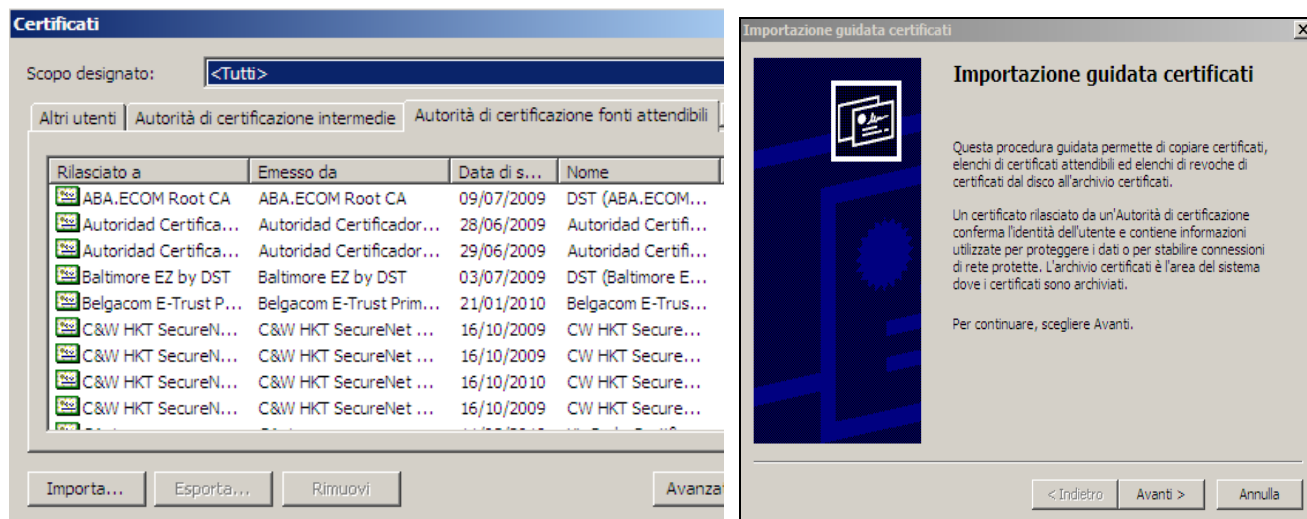 Certificati
Scopo designato: <Tutti>
Altri utenti Autorità di certificazione intermedie Autorità di certificazione fonti attendibili
Rilasciato a Emesso da Data di s... Nome
ABA.ECOM Root CA ABA.ECOM Root CA 09/07/2009 DST (ABA.ECOM...
Autoridad Certifica... Autoridad Certificador... 28/06/2009 Autoridad Certifi...
Autoridad Certifica... Autoridad Certificador... 29/06/2009 Autoridad Certifi...
Baltimore EZ by DST Baltimore EZ by DST 03/07/2009 DST (Baltimore E...
Belgacom E-Trust P... Belgacom E-Trust Prim... 21/01/2010 Belgacom E-Trus...
C&W HKT SecureN... C&W HKT SecureNet ... 16/10/2009 CW HKT Secure...
C&W HKT SecureN... C&W HKT SecureNet ... 16/10/2009 CW HKT Secure...
C&W HKT SecureN... C&W HKT SecureNet ... 16/10/2010 CW HKT Secure...
C&W HKT SecureN... C&W HKT SecureNet ... 16/10/2009 CW HKT Secure...
Importa... Esporta... Rimuovi Avanza
Importazione guidata certificati
Importazione guidata certificati
Questa procedura guidata permette di copiare certificati,
elenchi di certificati attendibili ed elenchi di revoche di
certificati dal disco all'archivio certificati.
Un certificato rilasciato da un'Autorità di certificazione
conferma l'identità dell'utente e contiene informazioni
utilizzate per proteggere i dati o per stabilire connessioni
di rete protette. L'archivio certificati è l'area del sistema
dove i certificati sono archiviati.
Per continuare, scegliere Avanti.
< Indietro Avanti > Annulla